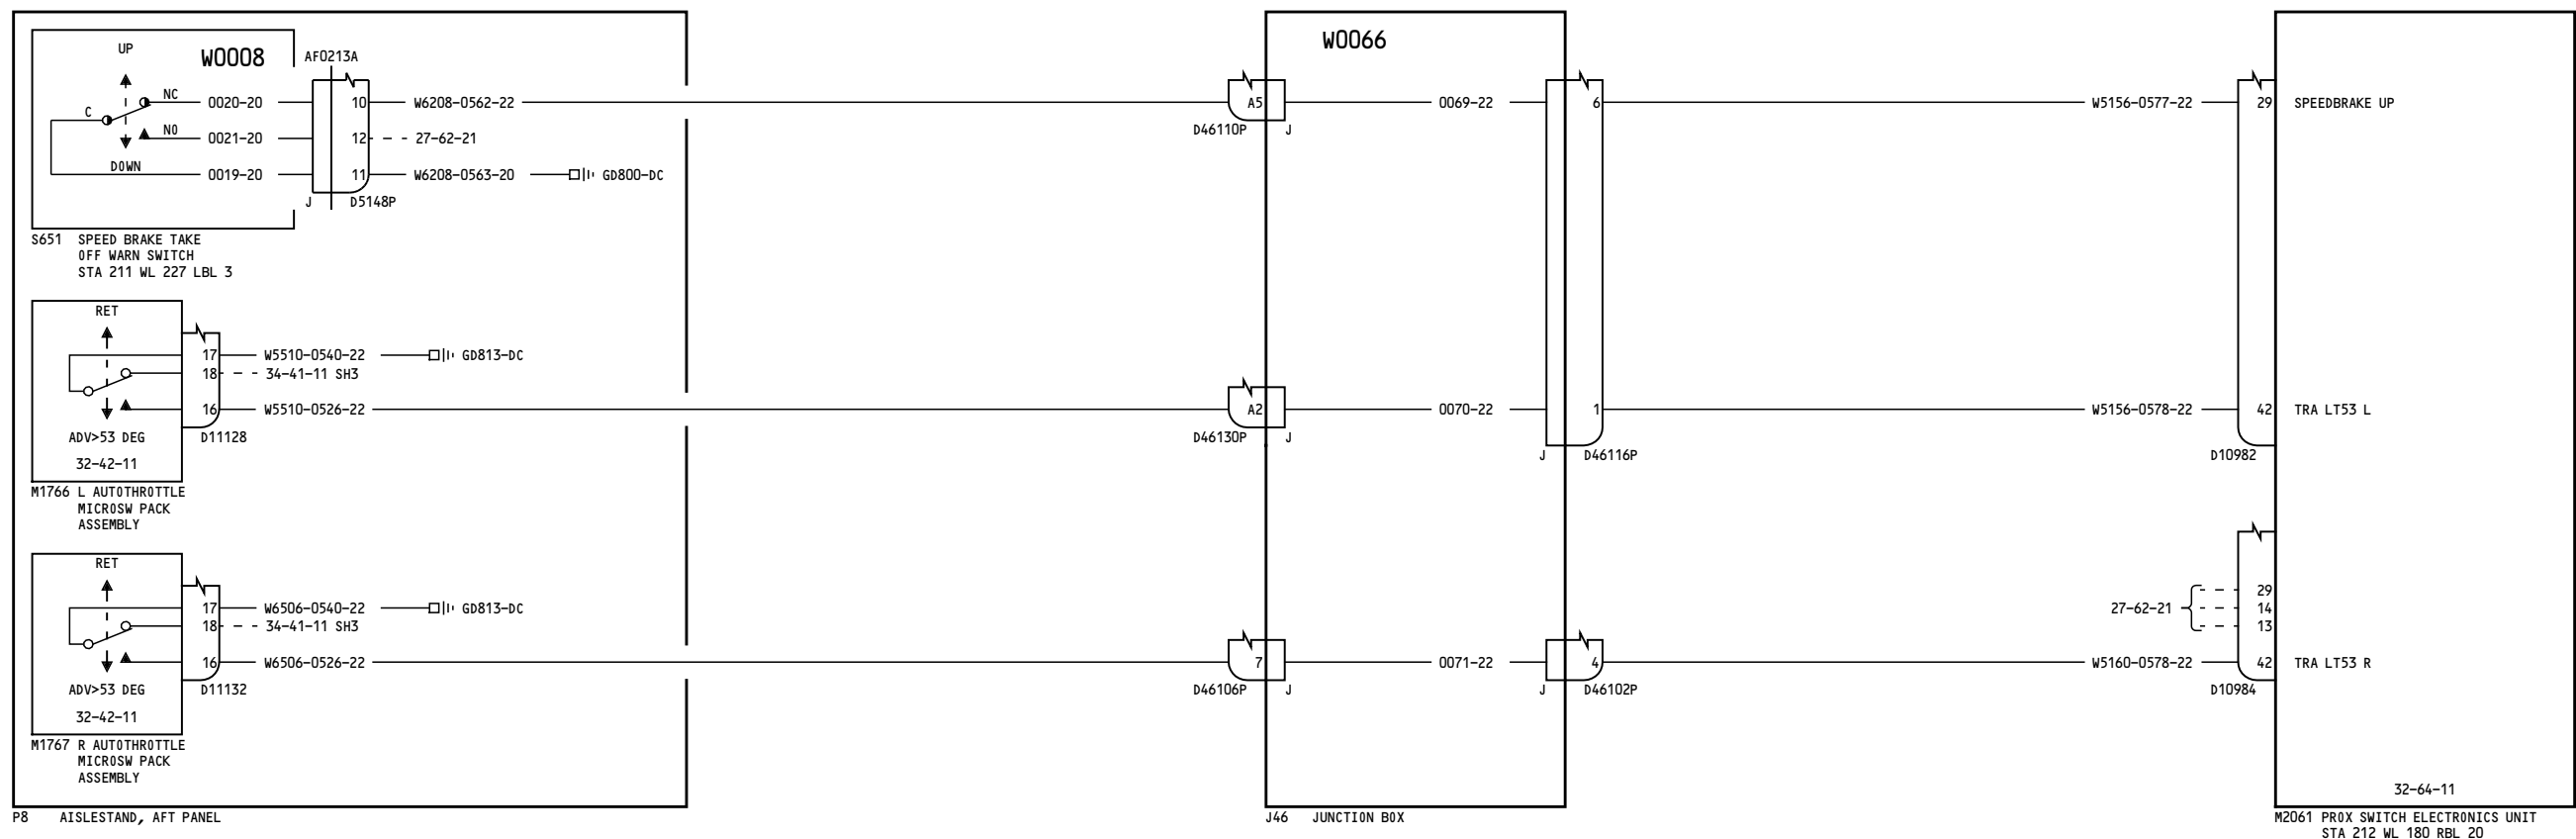 UP
W0008
AF0213A
W0066
NC
C
0020-20
10
W6208-0562-22
A5
0069-22
6
W5156-0577-22
29
SPEEDBRAKE UP
NO
0021-20
12
27-62-21
D46110P
J
DOWN
0019-20
11
W6208-0563-20
GD800-DC
J
D5148P
S651 SPEED BRAKE TAKE
OFF WARN SWITCH
STA 211 WL 227 LBL 3
RET
17
W5510-0540-22
GD813-DC
18
34-41-11 SH3
16
W5510-0526-22
A2
0070-22
1
W5156-0578-22
42
TRA LT53 L
ADV>53 DEG
D11128
D46130P
J
32-42-11
J
D46116P
D10982
M1766 L AUTOTHROTTLE
MICROSW PACK
ASSEMBLY
RET
17
W6506-0540-22
GD813-DC
18
34-41-11 SH3
27-62-21
29
14
13
16
W6506-0526-22
7
0071-22
4
W5160-0578-22
42
TRA LT53 R
ADV>53 DEG
D11132
D46106P
J
J
D46102P
D10984
32-42-11
M1767 R AUTOTHROTTLE
MICROSW PACK
ASSEMBLY
32-64-11
P8 AISLESTAND, AFT PANEL
J46 JUNCTION BOX
M2061 PROX SWITCH ELECTRONICS UNIT
STA 212 WL 180 RBL 20